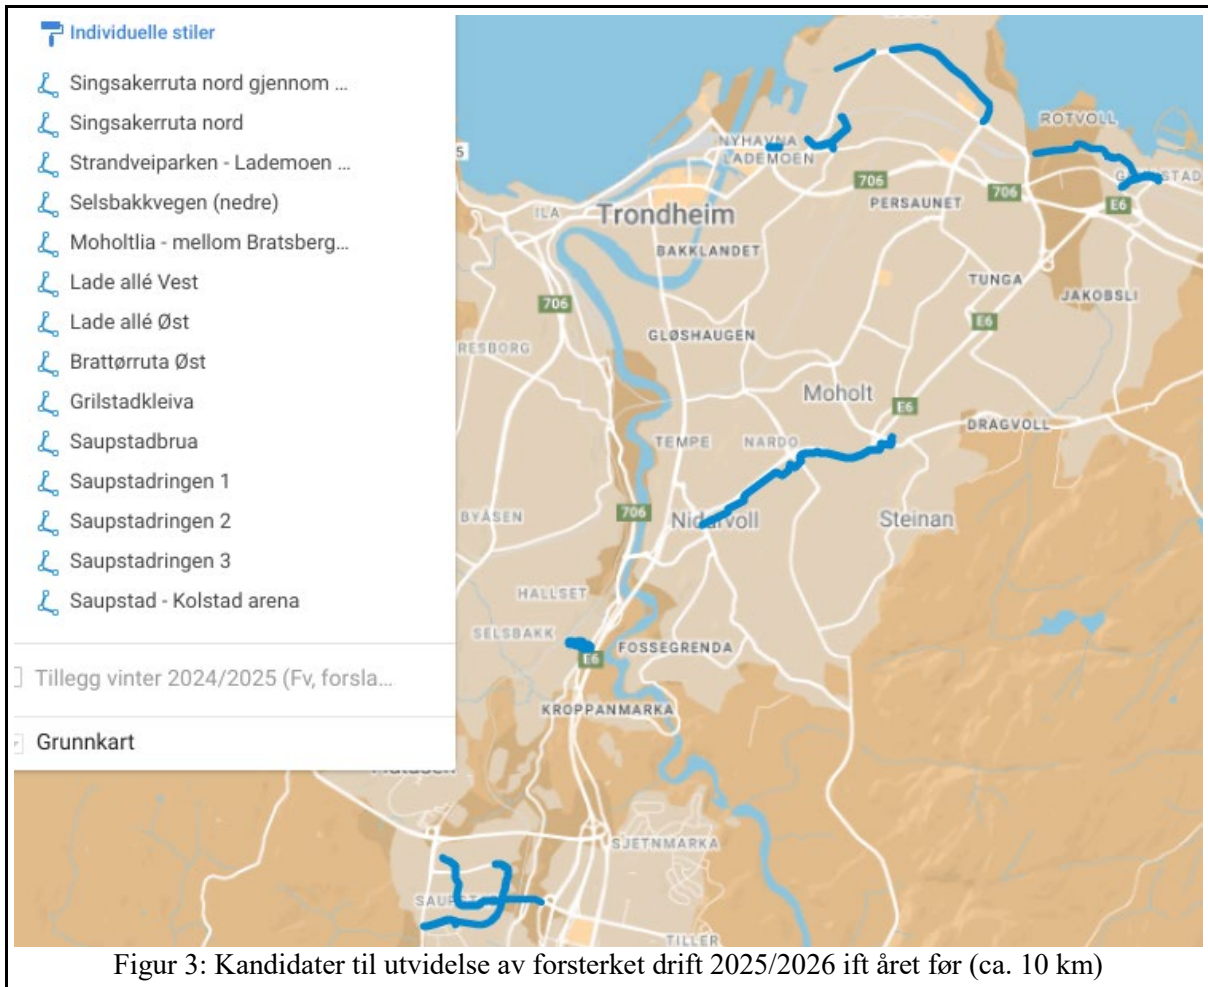 Individuelle stiler
Singsakerruta nord gjennom ...
Singsakerruta nord
Strandveiparken - Lademoen ...
Selsbakkvegen (nedre)
Moholtlia - mellom Bratsberg...
Lade allé Vest
Lade allé Øst
Brattørruta Øst
Grilstadkleiva
Saupstadbrua
Saupstadringen 1
Saupstadringen 2
Saupstadringen 3
Saupstad - Kolstad arena
Tillegg vinter 2024/2025 (Fv, forsla...
Grunnkart
5
ROTVOLL
NYHAVNA
LADEMOEN
706
706
E6
PERSAUNET
ILA
Trondheim
BAKKLANDET
TUNGA
JAKOBSLI
706
E6
GLØSHAUGEN
RESBORG
Moholt
E6
DRAGVOLL
TEMPE
NARDO
BYÅSEN
706
Nidarvoll
Steinan
HALLSET
SELSBAKK
FOSSEGRENDA
E6
KROPPANMARKA
SJETNMARKA
TILLER
Figur 3: Kandidater til utvidelse av forsterket drift 2025/2026 ift året før (ca. 10 km)